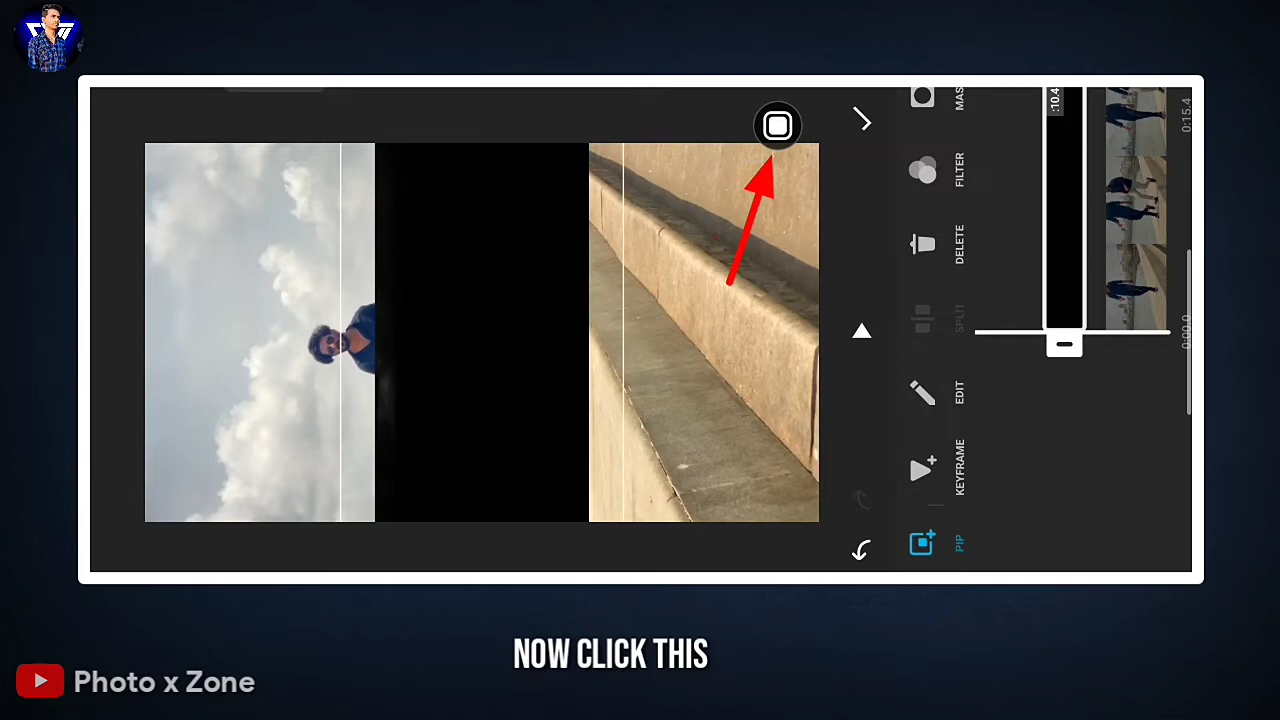 :10.4
0:15.4
MAS
FILTER
DELETE
SPLIT
0:00.0
EDIT
KEYFRAME
PIP
NOW CLICK THIS
Photo x Zone